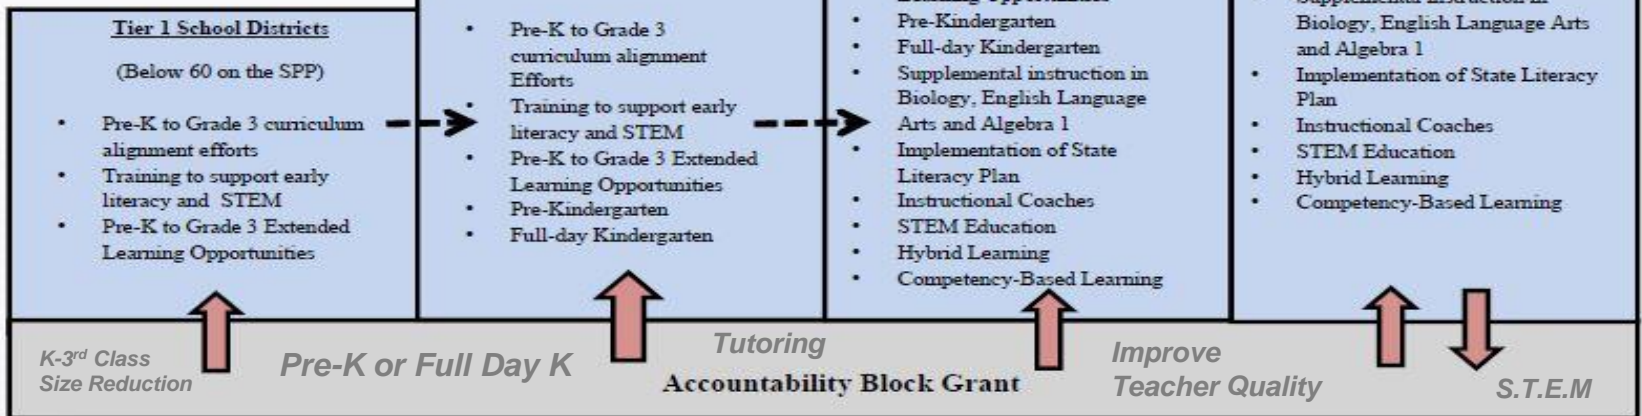 Tier 1 School Districts
(Below 60 on the SPP)
• Pre-K to Grade 3 curriculum
alignment efforts
• Training to support early
literacy and STEM
• Pre-K to Grade 3 Extended
Learning Opportunities
• Pre-K to Grade 3
curriculum alignment
Efforts
• Training to support early
literacy and STEM
• Pre-K to Grade 3 Extended
Learning Opportunities
• Pre-Kindergarten
• Full-day Kindergarten
Learning Opportunities
• Pre-Kindergarten
• Full-day Kindergarten
• Supplemental instruction in
Biology, English Language
Arts and Algebra 1
• Implementation of State
Literacy Plan
• Instructional Coaches
• STEM Education
• Hybrid Learning
• Competency-Based Learning
• Supplemental instruction in
Biology, English Language Arts
and Algebra 1
• Implementation of State Literacy
Plan
• Instructional Coaches
• STEM Education
• Hybrid Learning
• Competency-Based Learning
K-3rd Class
Size Reduction
Pre-K or Full Day K
Tutoring
Accountability Block Grant
Improve
Teacher Quality
S.T.E.M